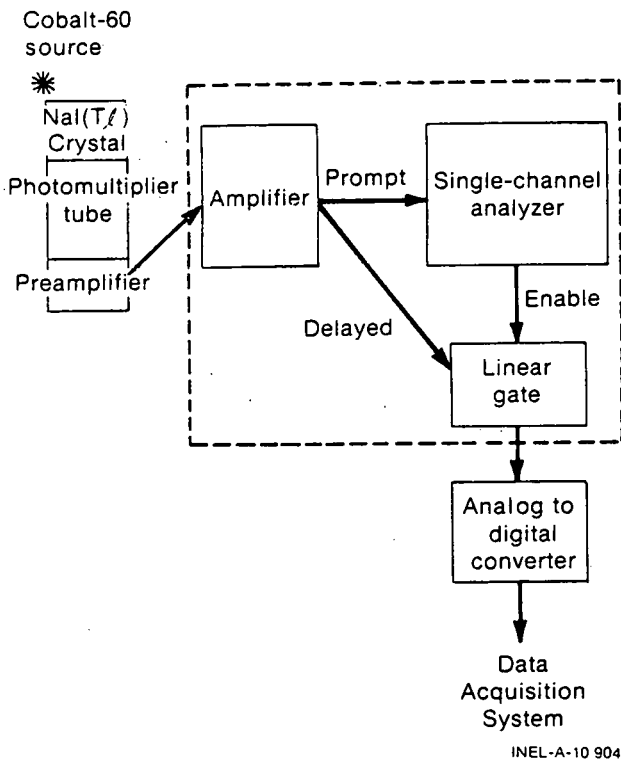 Cobalt-60
source
NaI(Tℓ)
Crystal
Photomultiplier
tube
Preamplifier
Amplifier
Prompt
Single-channel
analyzer
Delayed
Enable
Linear
gate
Analog to
digital
converter
Data
Acquisition
System
INEL-A-10 904